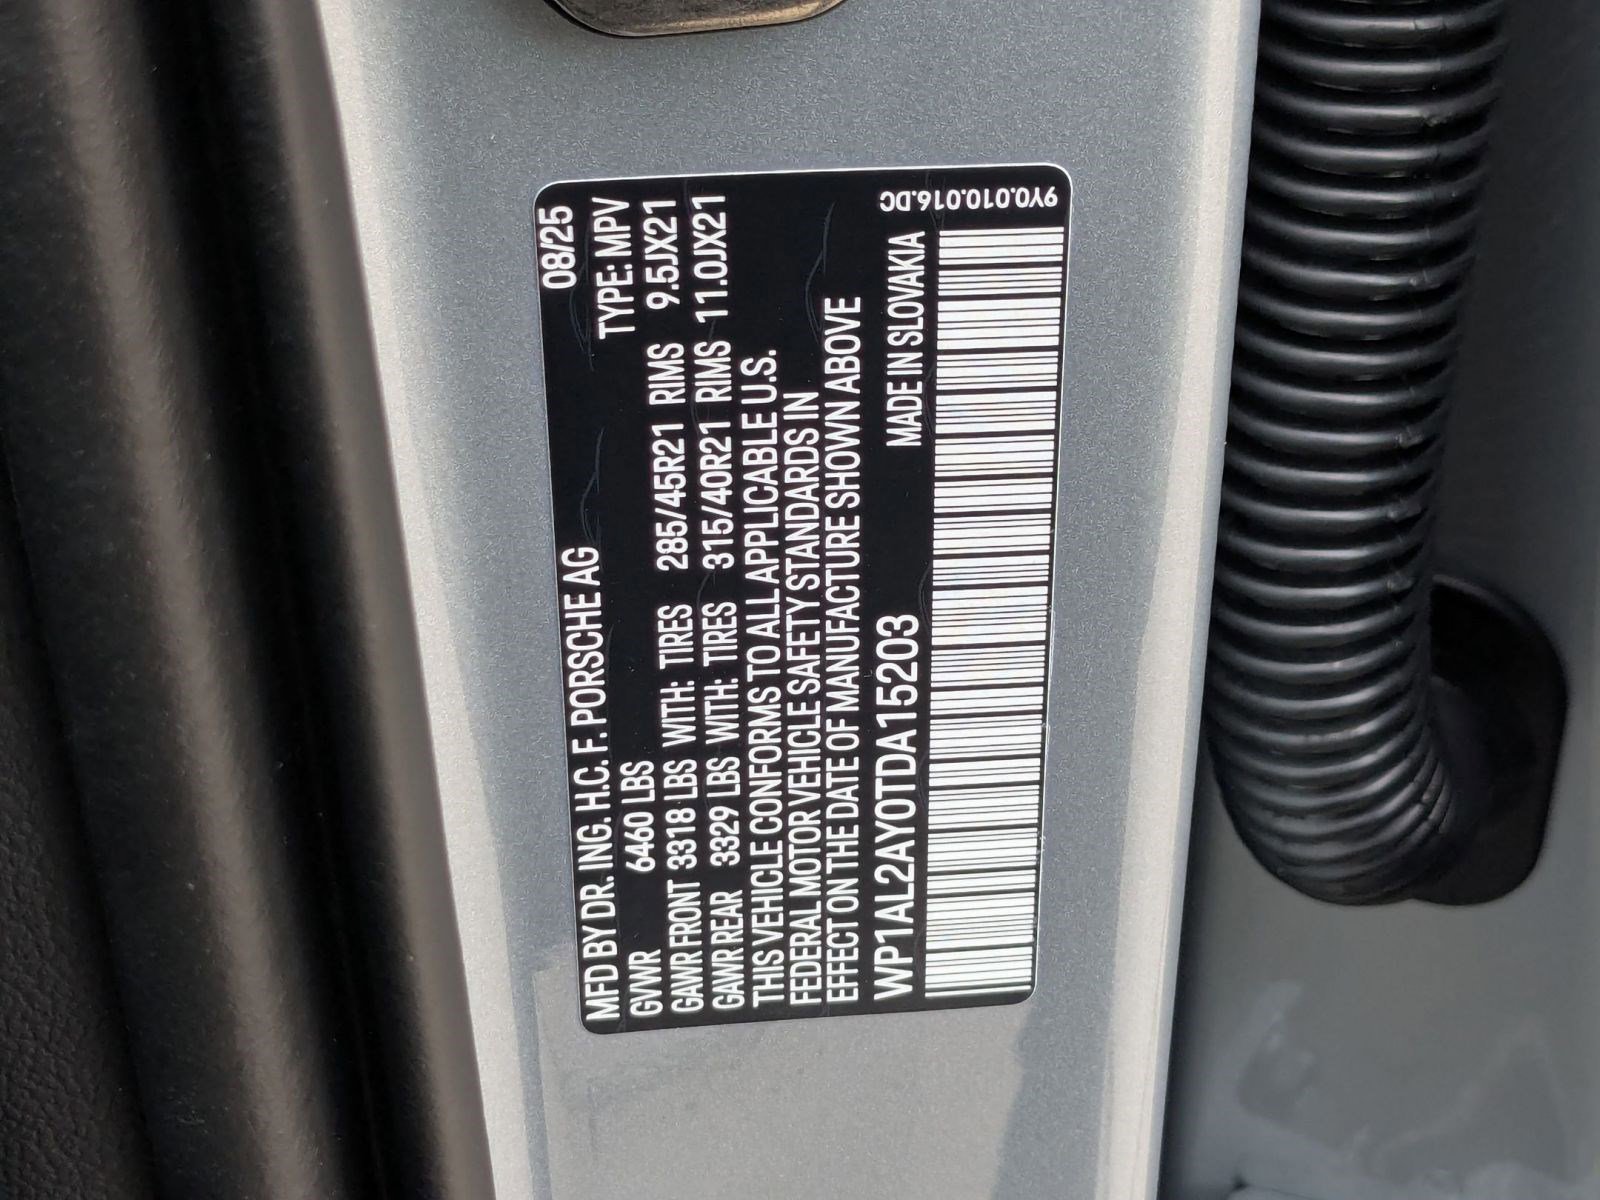 MFD BY DR. ING. H.C. F. PORSCHE AG 08/25
GVWR 6460 LBS TYPE: MPV
GAWR FRONT 3318 LBS WITH: TIRES 285/45R21 RIMS 9.5JX21
GAWR REAR 3329 LBS WITH: TIRES 315/40R21 RIMS 11.0JX21
THIS VEHICLE CONFORMS TO ALL APPLICABLE U.S.
FEDERAL MOTOR VEHICLE SAFETY STANDARDS IN
EFFECT ON THE DATE OF MANUFACTURE SHOWN ABOVE
WP1AL2AY0TDA15203 MADE IN SLOVAKIA
9Y0.010.016.DC